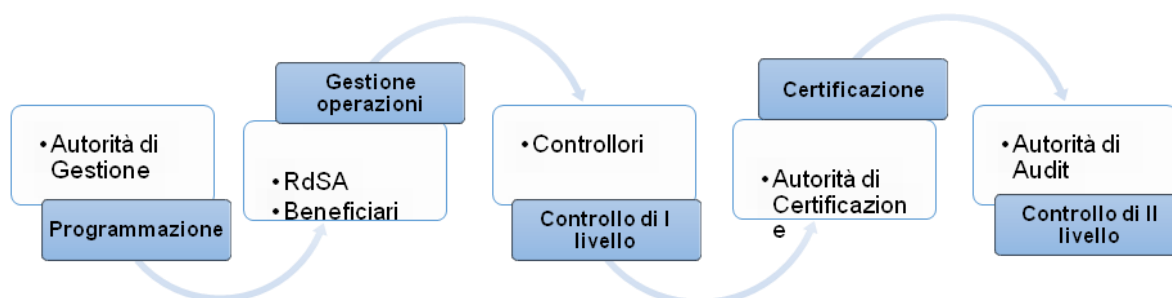 • Autorità di
Gestione
Programmazione
Gestione
operazioni
• RdSA
• Beneficiari
• Controllori
Controllo di I
livello
Certificazione
• Autorità di
Certificazion
e
• Autorità di
Audit
Controllo di II
livello